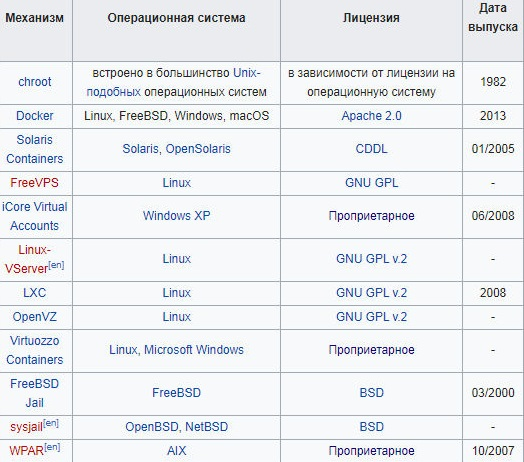 Механизм Операционная система Лицензия Дата
выпуска
chroot встроено в большинство Unix-
подобных операционных систем в зависимости от лицензии на
операционную систему 1982
Docker Linux, FreeBSD, Windows, macOS Apache 2.0 2013
Solaris
Containers Solaris, OpenSolaris CDDL 01/2005
FreeVPS Linux GNU GPL -
iCore Virtual
Accounts Windows XP Проприетарное 06/2008
Linux-
VServer[en] Linux GNU GPL v.2 -
LXC Linux GNU GPL v.2 2008
OpenVZ Linux GNU GPL v.2 -
Virtuozzo
Containers Linux, Microsoft Windows Проприетарное -
FreeBSD
Jail FreeBSD BSD 03/2000
sysjail[en] OpenBSD, NetBSD BSD -
WPAR[en] AIX Проприетарное 10/2007